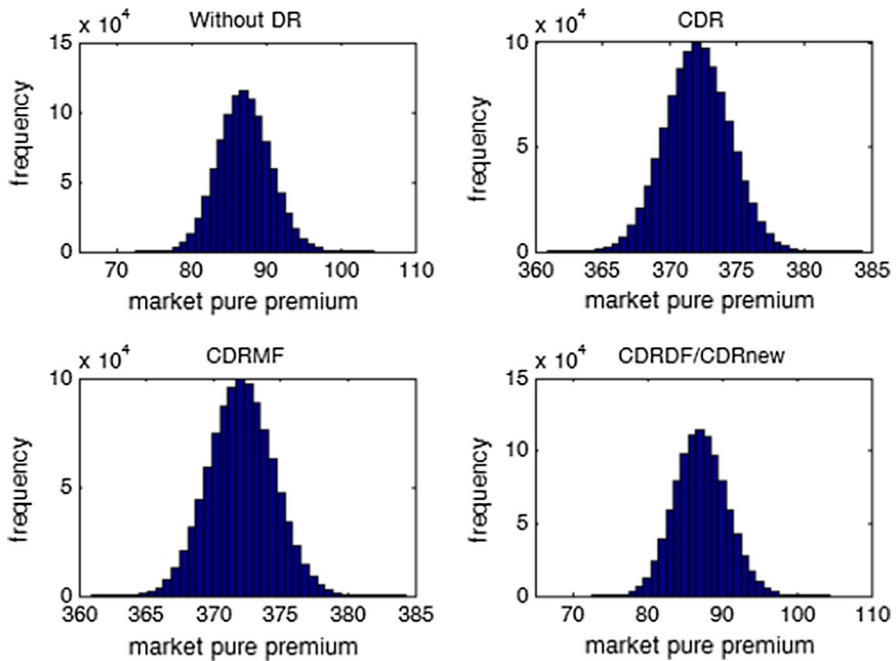 Without DR
x 10^4
15
10
5
0
frequency
70 80 90 100 110
market pure premium
CDR
x 10^4
10
5
0
frequency
360 365 370 375 380 385
market pure premium
CDRMF
x 10^4
10
5
0
frequency
360 365 370 375 380 385
market pure premium
CDRDF/CDRnew
x 10^4
15
10
5
0
frequency
70 80 90 100 110
market pure premium